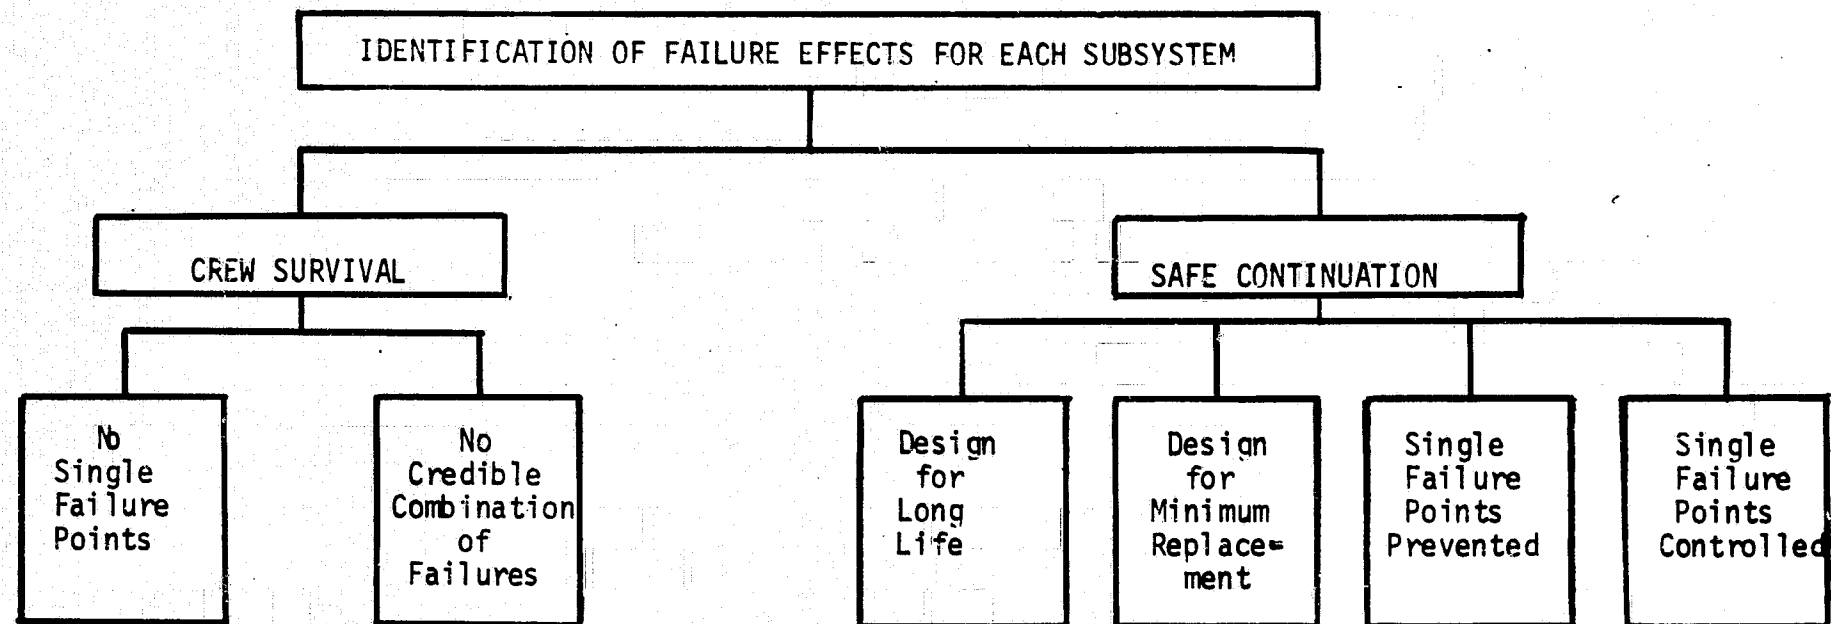 IDENTIFICATION OF FAILURE EFFECTS FOR EACH SUBSYSTEM
CREW SURVIVAL
SAFE CONTINUATION
No
Single
Failure
Points
No
Credible
Combination
of
Failures
Design
for
Long
Life
Design
for
Minimum
Replace=
ment
Single
Failure
Points
Prevented
Single
Failure
Points
Controlled